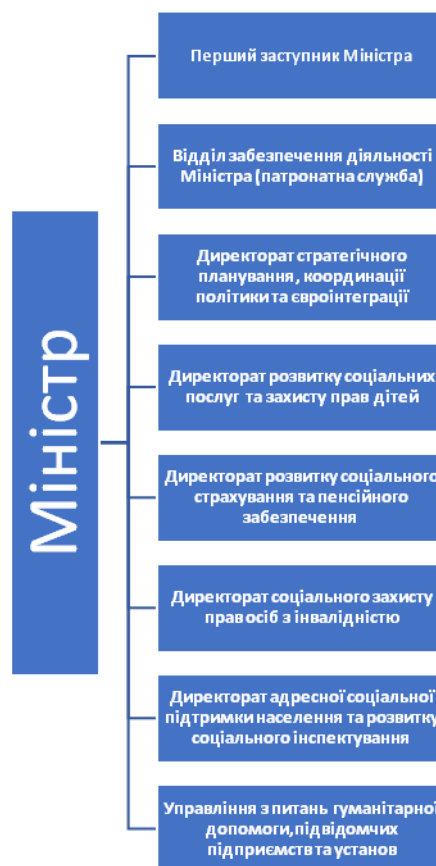 Міністр
Перший заступник Міністра
Відділ забезпечення діяльності
Міністра (патронатна служба)
Директорат стратегічного
планування, координації
політики та євроінтеграції
Директорат розвитку соціальних
послуг та захисту прав дітей
Директорат розвитку соціального
страхування та пенсійного
забезпечення
Директорат соціального захисту
прав осіб з інвалідністю
Директорат адресної соціальної
підтримки населення та розвитку
соціального інспектування
Управління з питань гуманітарної
допомоги, підвідомчих
підприємств та установ